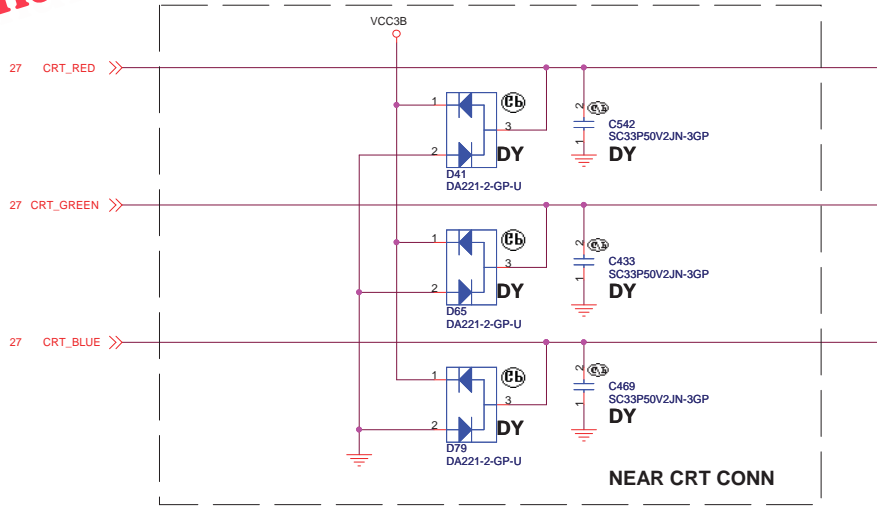 VCC3B
27 CRT_RED
1
2
3
DY
D41
DA221-2-GP-U
2
1
C542
SC33P50V2JN-3GP
DY
27 CRT_GREEN
1
2
3
DY
D65
DA221-2-GP-U
2
1
C433
SC33P50V2JN-3GP
DY
27 CRT_BLUE
1
2
3
DY
D79
DA221-2-GP-U
2
1
C469
SC33P50V2JN-3GP
DY
NEAR CRT CONN